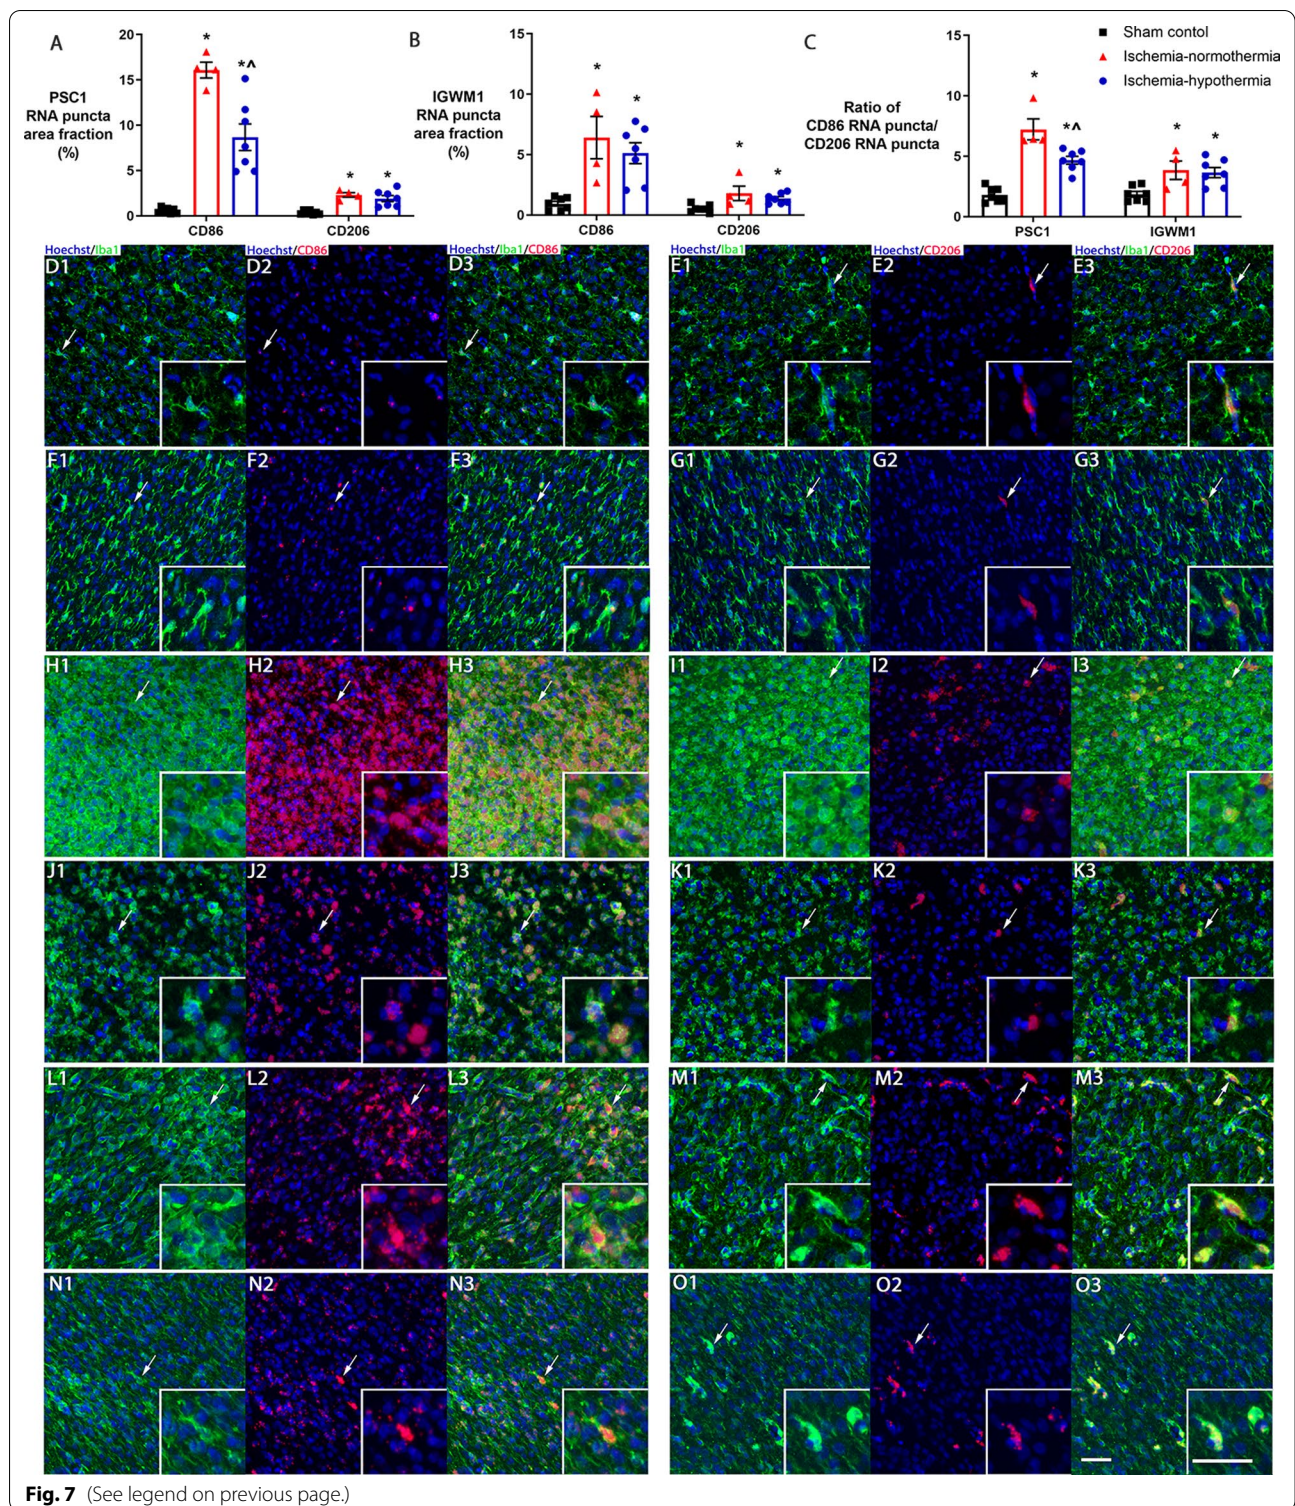 A
PSC1
RNA puncta
area fraction
(%)
20
15
10
5
0
*
*^
*
*
CD86
CD206
B
IGWM1
RNA puncta
area fraction
(%)
15
10
5
0
*
*
*
*
CD86
CD206
C
Ratio of
CD86 RNA puncta/
CD206 RNA puncta
15
10
5
0
*
*^
*
*
PSC1
IGWM1
Sham contol
Ischemia-normothermia
Ischemia-hypothermia
Hoechst/Iba1
Hoechst/CD86
Hoechst/Iba1/CD86
Hoechst/Iba1
Hoechst/CD206
Hoechst/Iba1/CD206
D1 D2 D3 E1 E2 E3
F1 F2 F3 G1 G2 G3
H1 H2 H3 I1 I2 I3
J1 J2 J3 K1 K2 K3
L1 L2 L3 M1 M2 M3
N1 N2 N3 O1 O2 O3
Fig. 7 (See legend on previous page.)